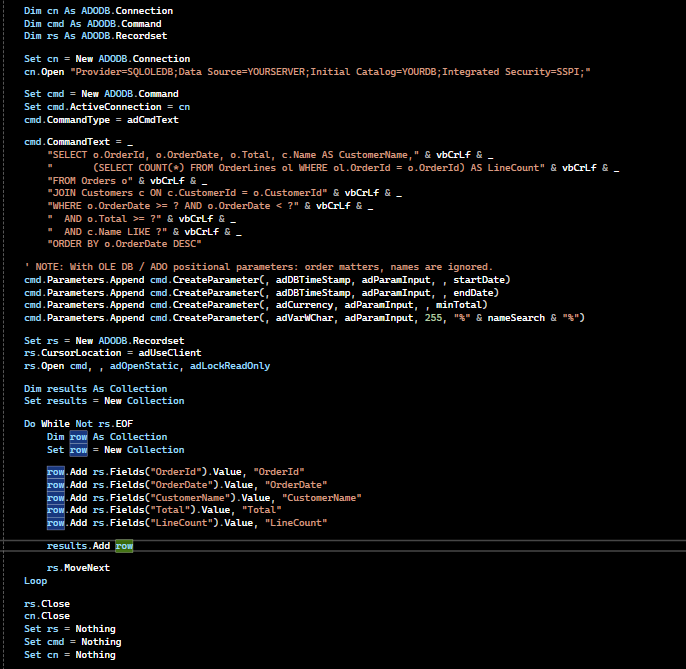 Dim cn As ADODB.Connection
Dim cmd As ADODB.Command
Dim rs As ADODB.Recordset
Set cn = New ADODB.Connection
cn.Open "Provider=SQLOLEDB;Data Source=YOURSERVER;Initial Catalog=YOURDB;Integrated Security=SSPI;"
Set cmd = New ADODB.Command
Set cmd.ActiveConnection = cn
cmd.CommandType = adCmdText
cmd.CommandText = _
    "SELECT o.OrderId, o.OrderDate, o.Total, c.Name AS CustomerName," & vbCrLf & _
    "       (SELECT COUNT(*) FROM OrderLines ol WHERE ol.OrderId = o.OrderId) AS LineCount" & vbCrLf & _
    "FROM Orders o" & vbCrLf & _
    "JOIN Customers c ON c.CustomerId = o.CustomerId" & vbCrLf & _
    "WHERE o.OrderDate >= ? AND o.OrderDate < ?" & vbCrLf & _
    "  AND o.Total >= ?" & vbCrLf & _
    "  AND c.Name LIKE ?" & vbCrLf & _
    "ORDER BY o.OrderDate DESC"
' NOTE: With OLE DB / ADO positional parameters: order matters, names are ignored.
cmd.Parameters.Append cmd.CreateParameter(, adDBTimeStamp, adParamInput, , startDate)
cmd.Parameters.Append cmd.CreateParameter(, adDBTimeStamp, adParamInput, , endDate)
cmd.Parameters.Append cmd.CreateParameter(, adCurrency, adParamInput, , minTotal)
cmd.Parameters.Append cmd.CreateParameter(, adVarWChar, adParamInput, 255, "%" & nameSearch & "%")
Set rs = New ADODB.Recordset
rs.CursorLocation = adUseClient
rs.Open cmd, , adOpenStatic, adLockReadOnly
Dim results As Collection
Set results = New Collection
Do While Not rs.EOF
    Dim row As Collection
    Set row = New Collection
    row.Add rs.Fields("OrderId").Value, "OrderId"
    row.Add rs.Fields("OrderDate").Value, "OrderDate"
    row.Add rs.Fields("CustomerName").Value, "CustomerName"
    row.Add rs.Fields("Total").Value, "Total"
    row.Add rs.Fields("LineCount").Value, "LineCount"
    results.Add row
    rs.MoveNext
Loop
rs.Close
cn.Close
Set rs = Nothing
Set cmd = Nothing
Set cn = Nothing